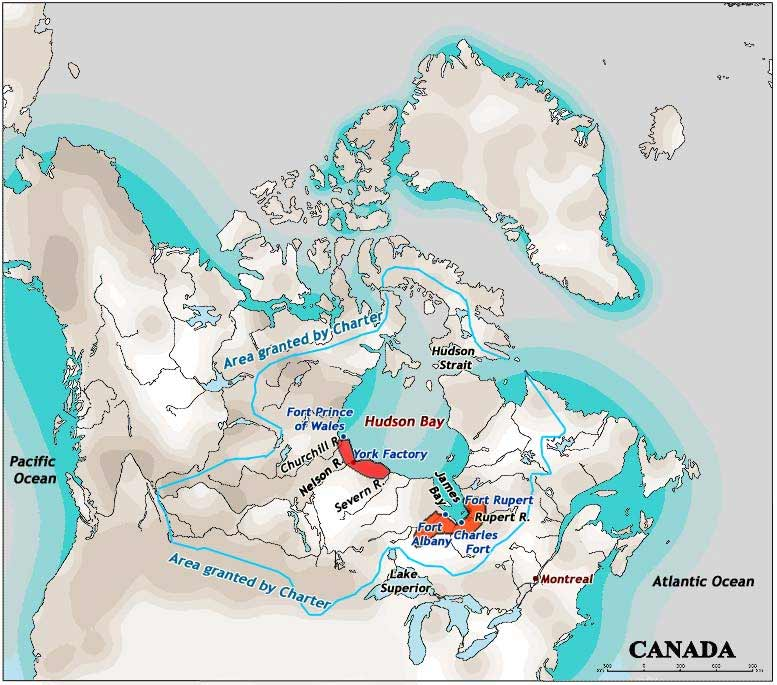 Area granted by Charter
Hudson
Strait
Fort Prince
of Wales
Hudson Bay
Churchill R.
York Factory
Nelson R.
Pacific
Ocean
Severn R.
James
Bay
Fort Rupert
Rupert R.
Fort
Albany
Charles
Fort
Area granted by Charter
Lake
Superior
Montreal
Atlantic Ocean
CANADA